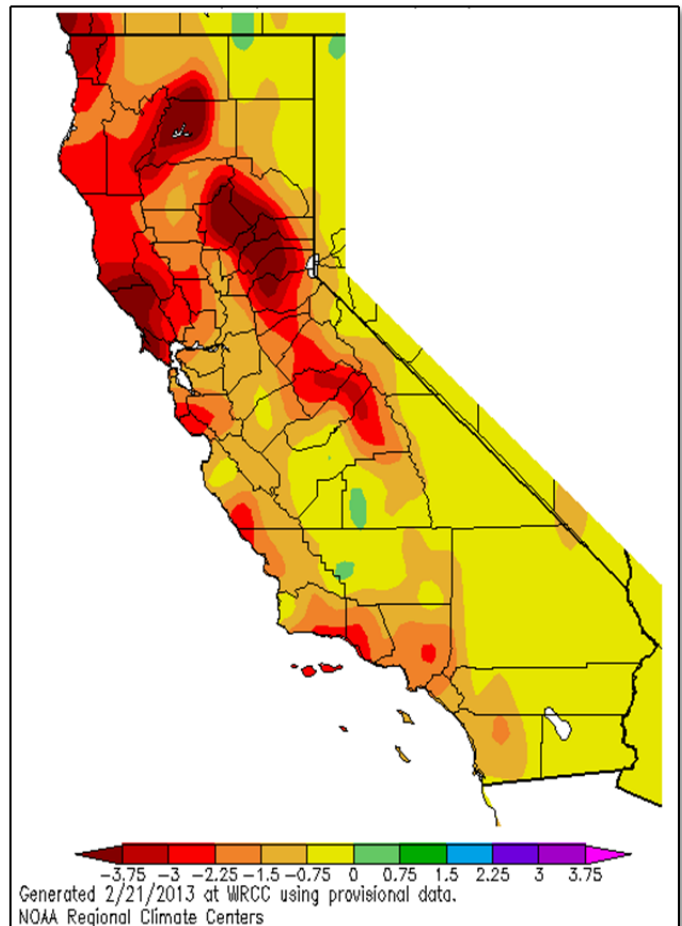 -3.75 -3 -2.25 -1.5 -0.75 0 0.75 1.5 2.25 3 3.75
Generated 2/21/2013 at WRCC using provisional data.
NOAA Regional Climate Centers